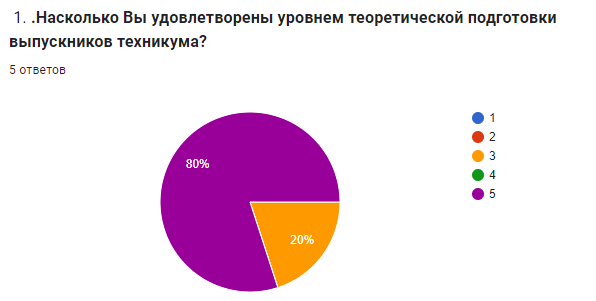 1. .Насколько Вы удовлетворены уровнем теоретической подготовки
выпускников техникума?
5 ответов
80%
20%
1
2
3
4
5